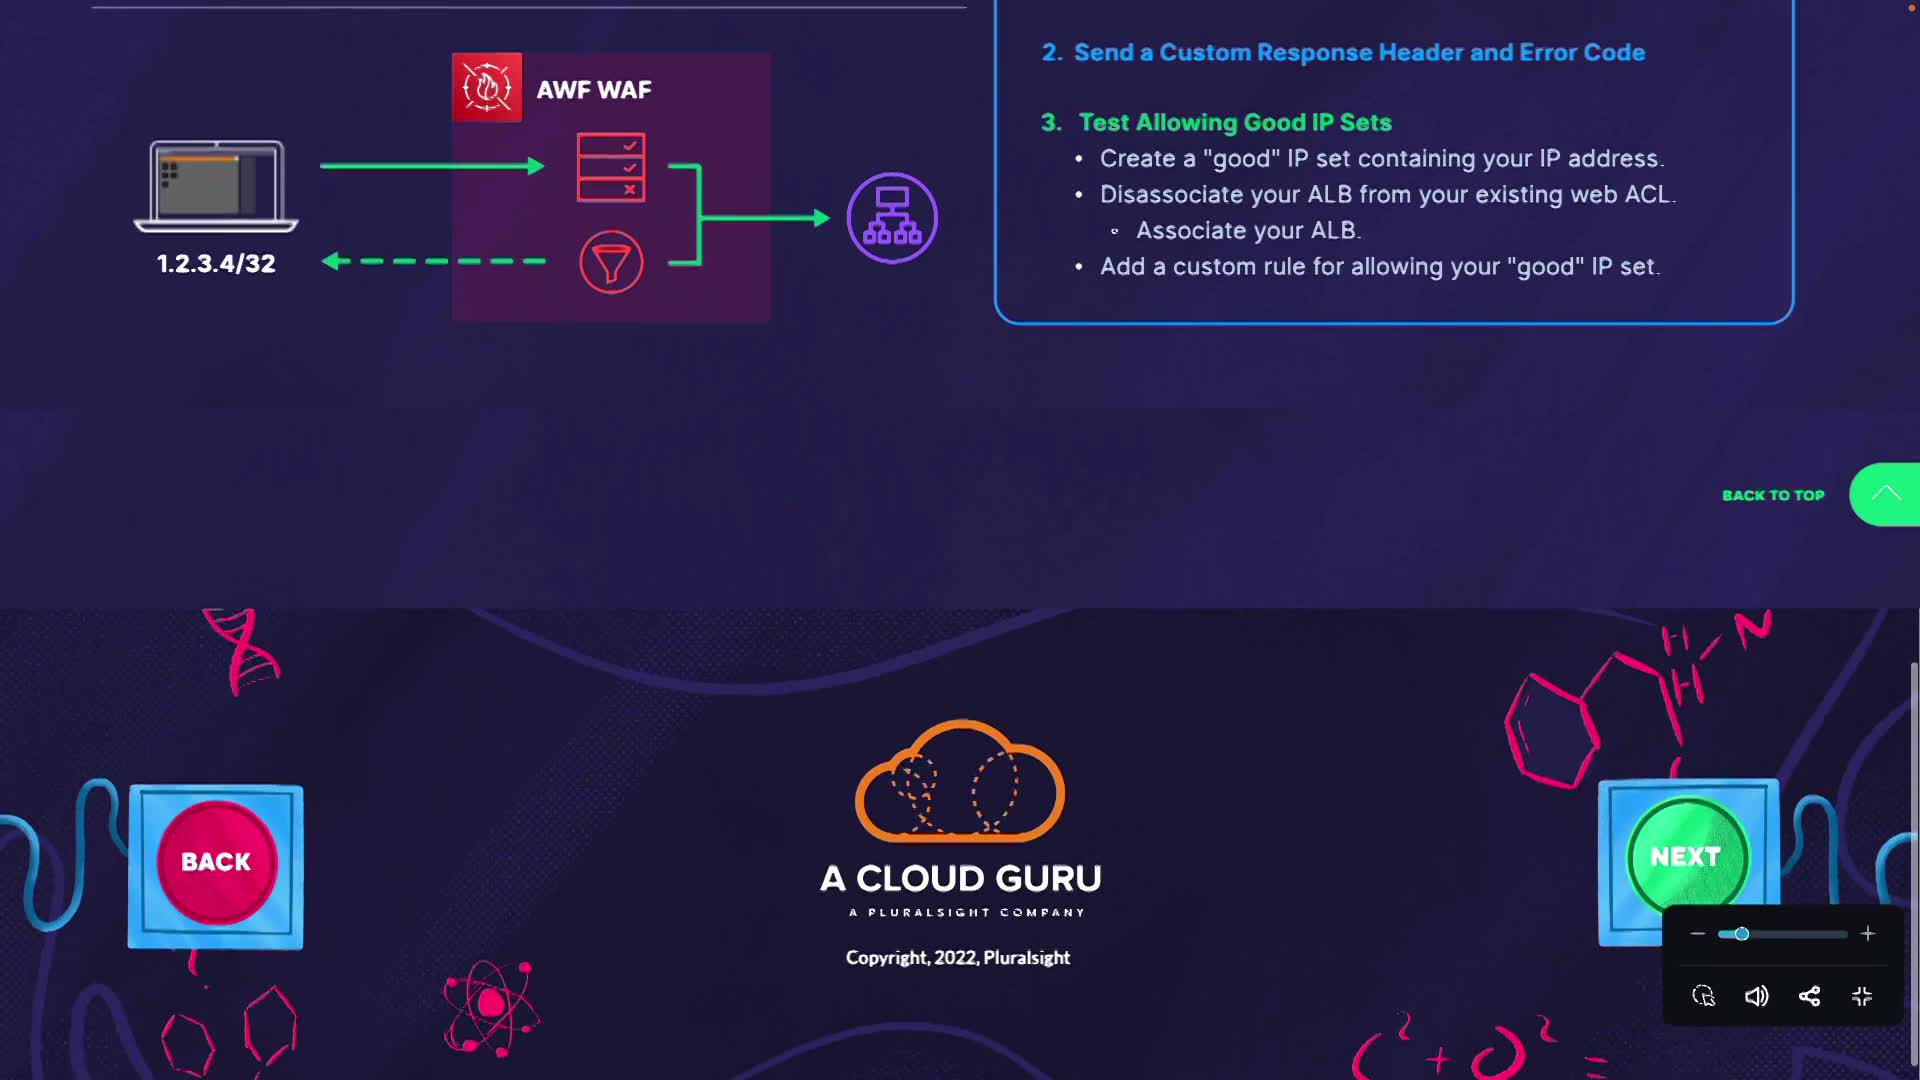 AWF WAF
1.2.3.4/32
2. Send a Custom Response Header and Error Code
3. Test Allowing Good IP Sets
• Create a "good" IP set containing your IP address.
• Disassociate your ALB from your existing web ACL.
◦ Associate your ALB.
• Add a custom rule for allowing your "good" IP set.
BACK TO TOP
H
N
H
BACK
NEXT
A CLOUD GURU
A PLURALSIGHT COMPANY
Copyright, 2022, Pluralsight
C² + O² =